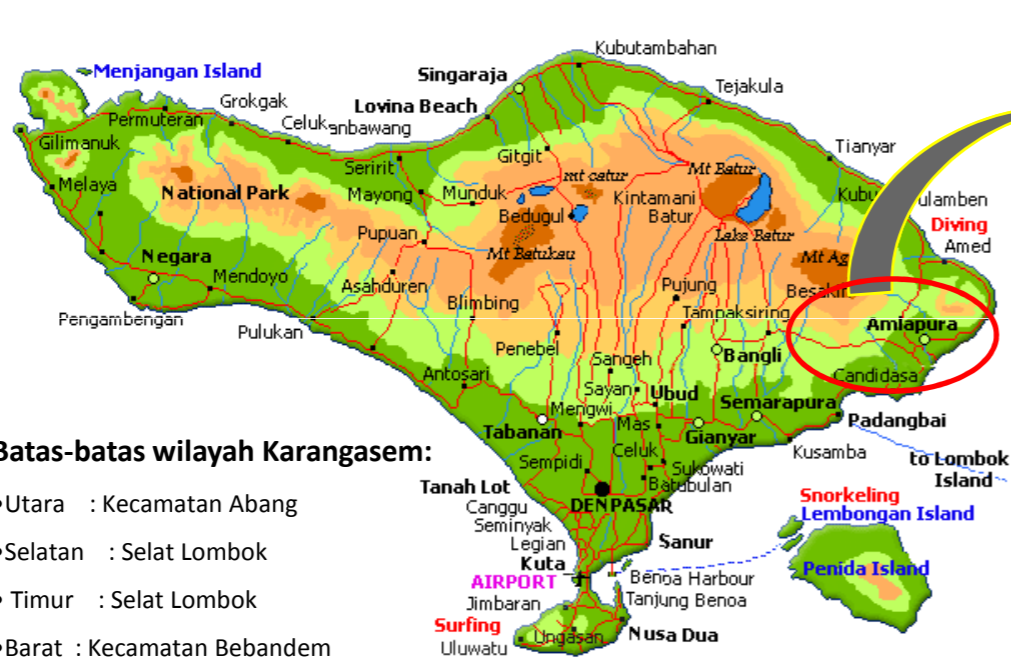 Kubutambahan
Menjangan Island
Singaraja
Tejakula
Lovina Beach
Grokgak
Permuteran
Celuk
anbawang
Gilimanuk
Gitgit
Tianyar
Seririt
Mt Batur
mt catur
Melaya
National Park
Mayong
Munduk
Kintamani
Kubu
ulamben
Bedugul
Batur
Diving
Pupuan
Laks Batur
Amed
Negara
Mt Batukau
Mt Ag
Mendoyo
Asahduren
Pujung
Besakih
Blimbing
Tampaksiring
Pengambengan
Pulukan
Amlapura
Penebel
Sangeh
Bangli
Antosari
Candidasa
Sayan
Ubud
Mengwi
Semarapura
Tabanan
Mas
Padangbai
Gianyar
Batas-batas wilayah Karangasem:
Celuk
Kusamba
to Lombok
Island
Sempidi
Sukowati
Batubulan
Tanah Lot
•Utara : Kecamatan Abang
DENPASAR
Snorkeling
Canggu
Lembongan Island
Seminyak
Legian
Sanur
•Selatan : Selat Lombok
Kuta
Penida Island
AIRPORT
Benoa Harbour
• Timur : Selat Lombok
Jimbaran
Tanjung Benoa
Surfing
Ungasan
Nusa Dua
•Barat : Kecamatan Bebandem
Uluwatu